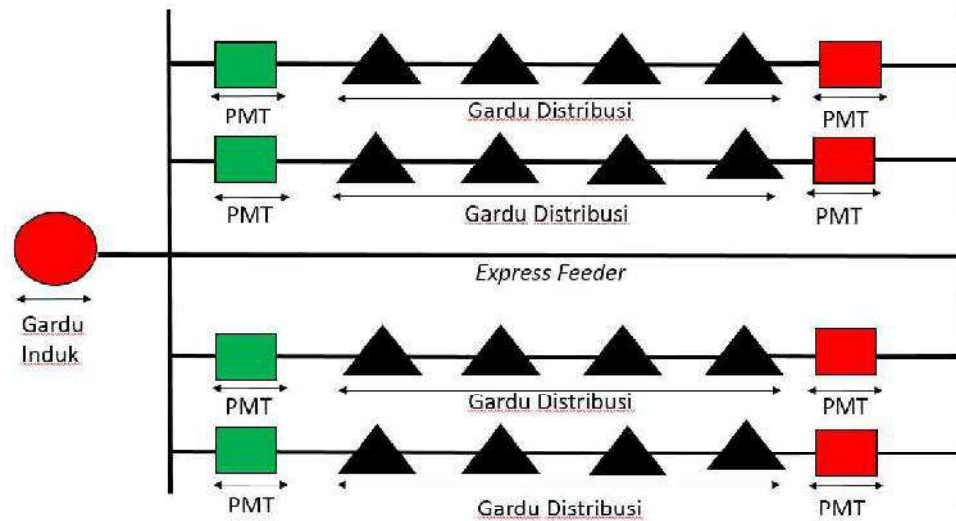 Gardu Distribusi
PMT
PMT
Gardu Distribusi
PMT
PMT
Express Feeder
Gardu
Induk
Gardu Distribusi
PMT
PMT
Gardu Distribusi
PMT
PMT